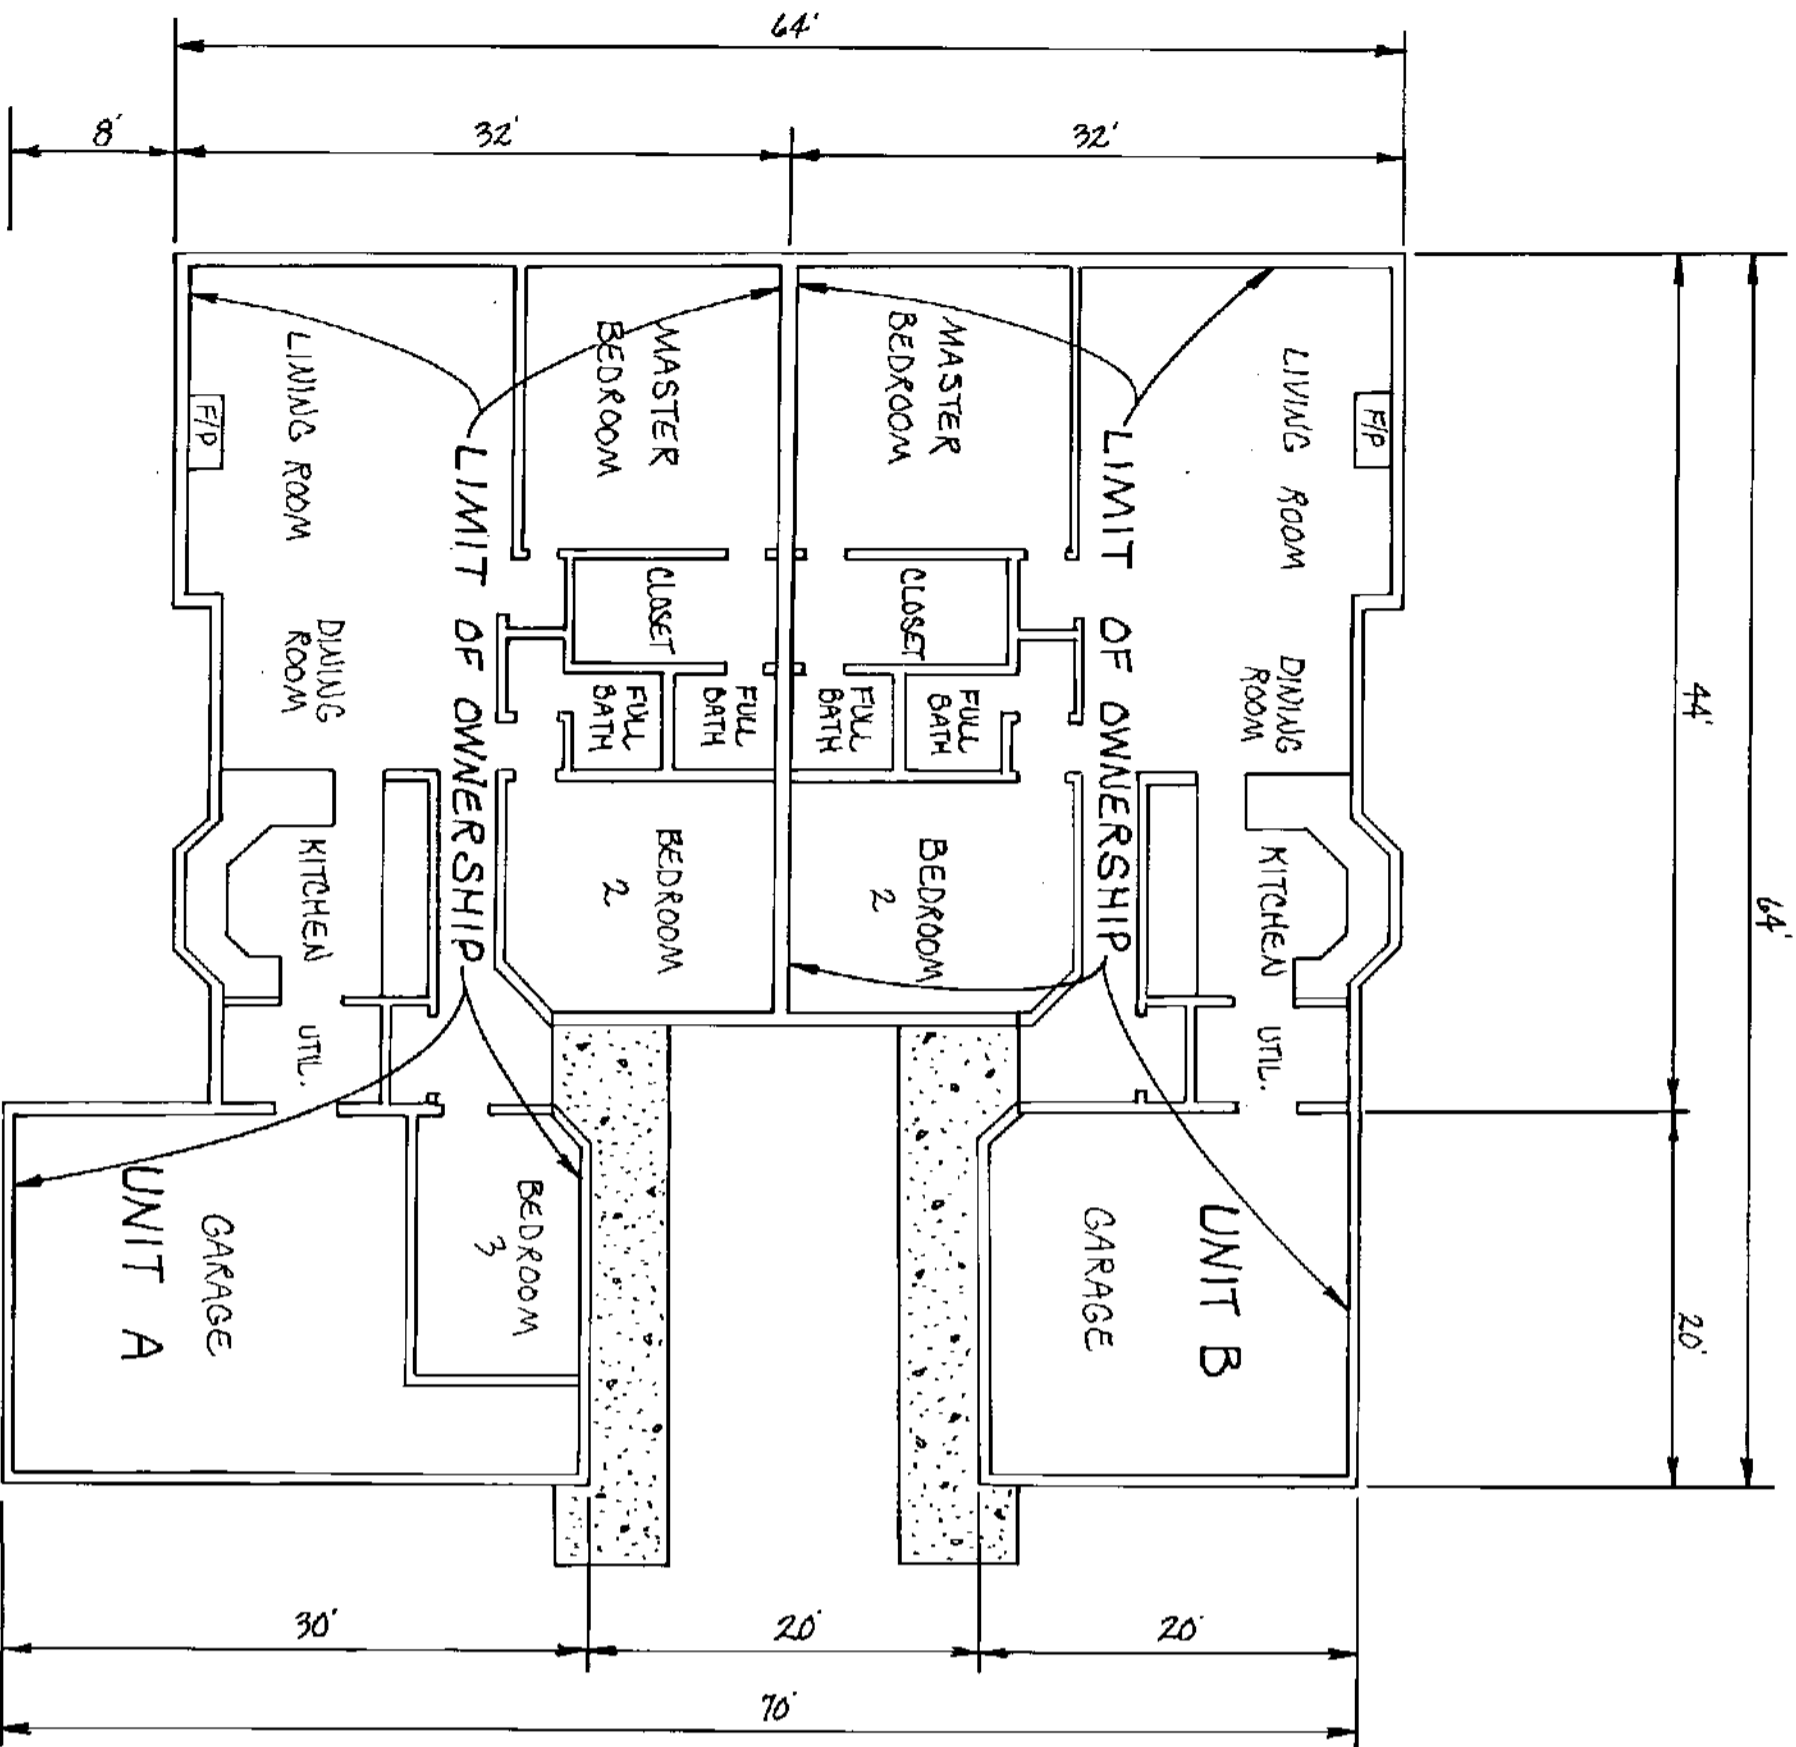 64'
8'
32'
32'
LINING ROOM
F/P
DINING
ROOM
KITCHEN
UTIL.
LIMIT OF OWNERSHIP
MASTER
BEDROOM
CLOSET
FULL
BATH
FULL
BATH
BEDROOM
2
BEDROOM
3
GARAGE
UNIT A
MASTER
BEDROOM
CLOSET
FULL
BATH
FULL
BATH
BEDROOM
2
LIMIT OF OWNERSHIP
LIVING ROOM
F/P
DINING
ROOM
KITCHEN
UTIL.
GARAGE
UNIT B
44'
64'
20'
30'
20'
20'
70'